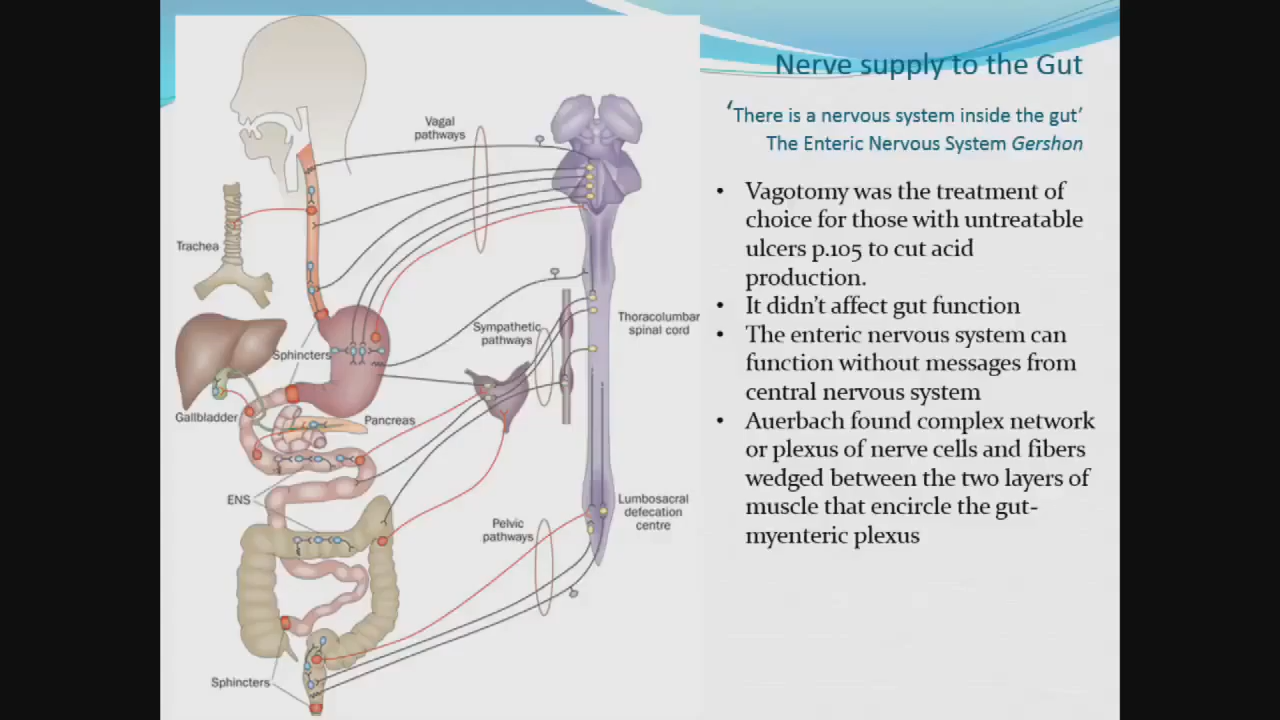 Nerve supply to the Gut
‘There is a nervous system inside the gut’
The Enteric Nervous System Gershon
• Vagotomy was the treatment of
choice for those with untreatable
ulcers p.105 to cut acid
production.
• It didn’t affect gut function
• The enteric nervous system can
function without messages from
central nervous system
• Auerbach found complex network
or plexus of nerve cells and fibers
wedged between the two layers of
muscle that encircle the gut-
myenteric plexus
Vagal
pathways
Trachea
Sympathetic
pathways
Thoracolumbar
spinal cord
Sphincters
Gallbladder
Pancreas
ENS
Pelvic
pathways
Lumbosacral
defecation
centre
Sphincters